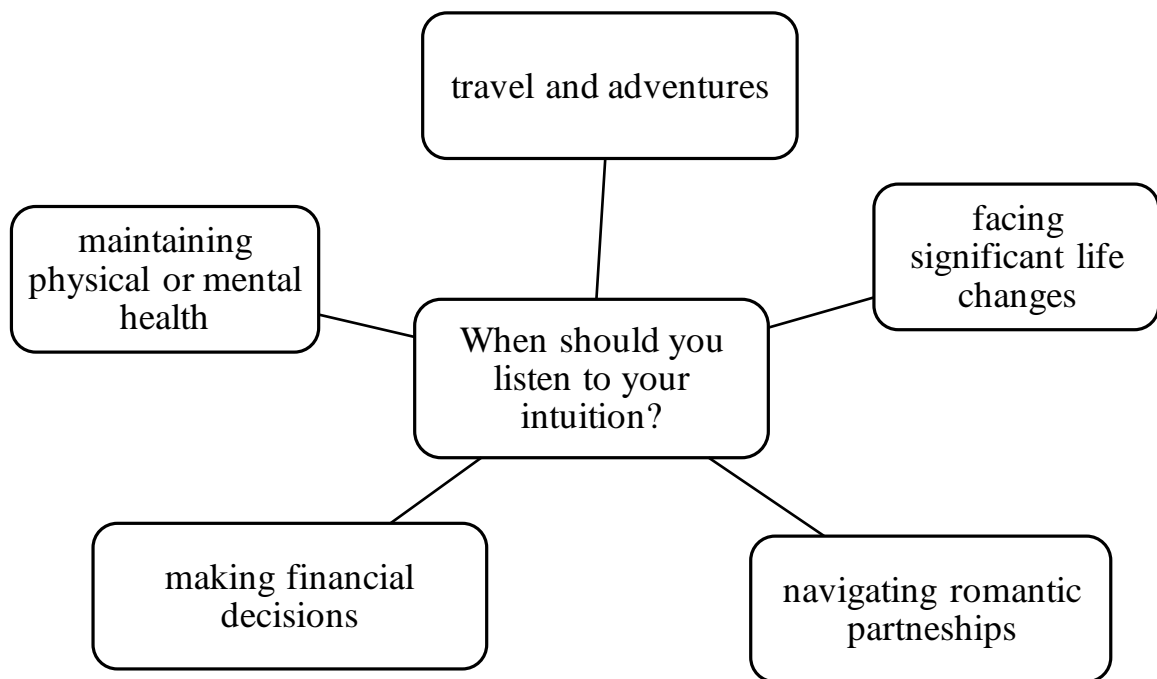 travel and adventures
maintaining
physical or mental
health
facing
significant life
changes
When should you
listen to your
intuition?
making financial
decisions
navigating romantic
partneships